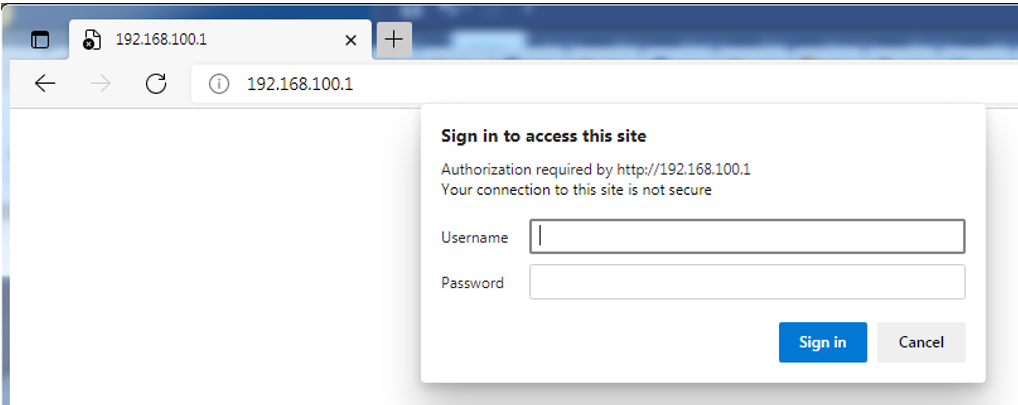 192.168.100.1
192.168.100.1
Sign in to access this site
Authorization required by http://192.168.100.1
Your connection to this site is not secure
Username
Password
Sign in Cancel